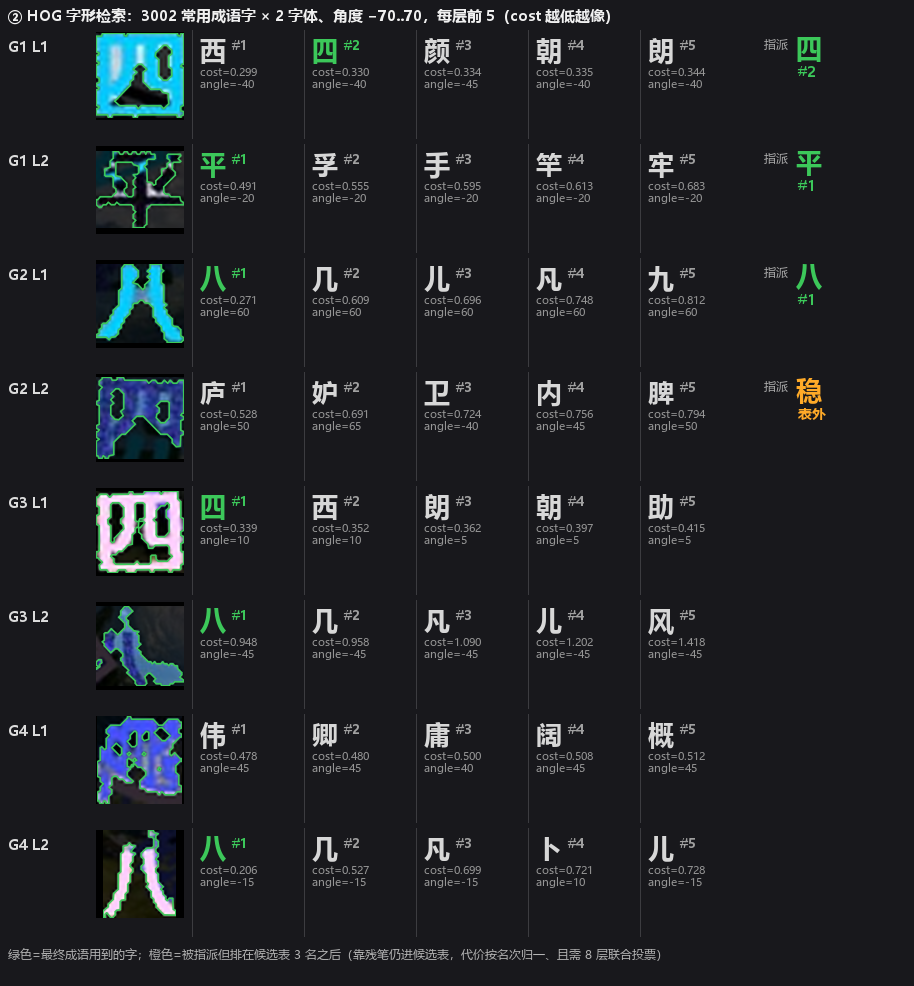 ② HOG 字形检索：3002 常用成语字 × 2 字体、角度 −70..70，每层前 5（cost 越低越像）
G1 L1 西 #1 四 #2 颜 #3 朝 #4 朗 #5 指派 四
cost=0.299 cost=0.330 cost=0.334 cost=0.335 cost=0.344 #2
angle=-40 angle=-40 angle=-45 angle=-40 angle=-40
G1 L2 平 #1 孚 #2 手 #3 竿 #4 牢 #5 指派 平
cost=0.491 cost=0.555 cost=0.595 cost=0.613 cost=0.683 #1
angle=-20 angle=-20 angle=-20 angle=-20 angle=-20
G2 L1 八 #1 几 #2 儿 #3 凡 #4 九 #5 指派 八
cost=0.271 cost=0.609 cost=0.696 cost=0.748 cost=0.812 #1
angle=60 angle=60 angle=60 angle=60 angle=60
G2 L2 庐 #1 妒 #2 卫 #3 内 #4 脾 #5 指派 稳
cost=0.528 cost=0.691 cost=0.724 cost=0.756 cost=0.794 表外
angle=50 angle=65 angle=-40 angle=45 angle=50
G3 L1 四 #1 西 #2 朗 #3 朝 #4 助 #5
cost=0.339 cost=0.352 cost=0.362 cost=0.397 cost=0.415
angle=10 angle=10 angle=5 angle=5 angle=5
G3 L2 八 #1 几 #2 凡 #3 儿 #4 风 #5
cost=0.948 cost=0.958 cost=1.090 cost=1.202 cost=1.418
angle=-45 angle=-45 angle=-45 angle=-45 angle=-45
G4 L1 伟 #1 卿 #2 庸 #3 阔 #4 概 #5
cost=0.478 cost=0.480 cost=0.500 cost=0.508 cost=0.512
angle=45 angle=45 angle=40 angle=45 angle=45
G4 L2 八 #1 几 #2 凡 #3 卜 #4 儿 #5
cost=0.206 cost=0.527 cost=0.699 cost=0.721 cost=0.728
angle=-15 angle=-15 angle=-15 angle=10 angle=-15
绿色=最终成语用到的字；橙色=被指派但排在候选表 3 名之后（靠残笔仍进候选表，代价按名次归一、且需 8 层联合投票）